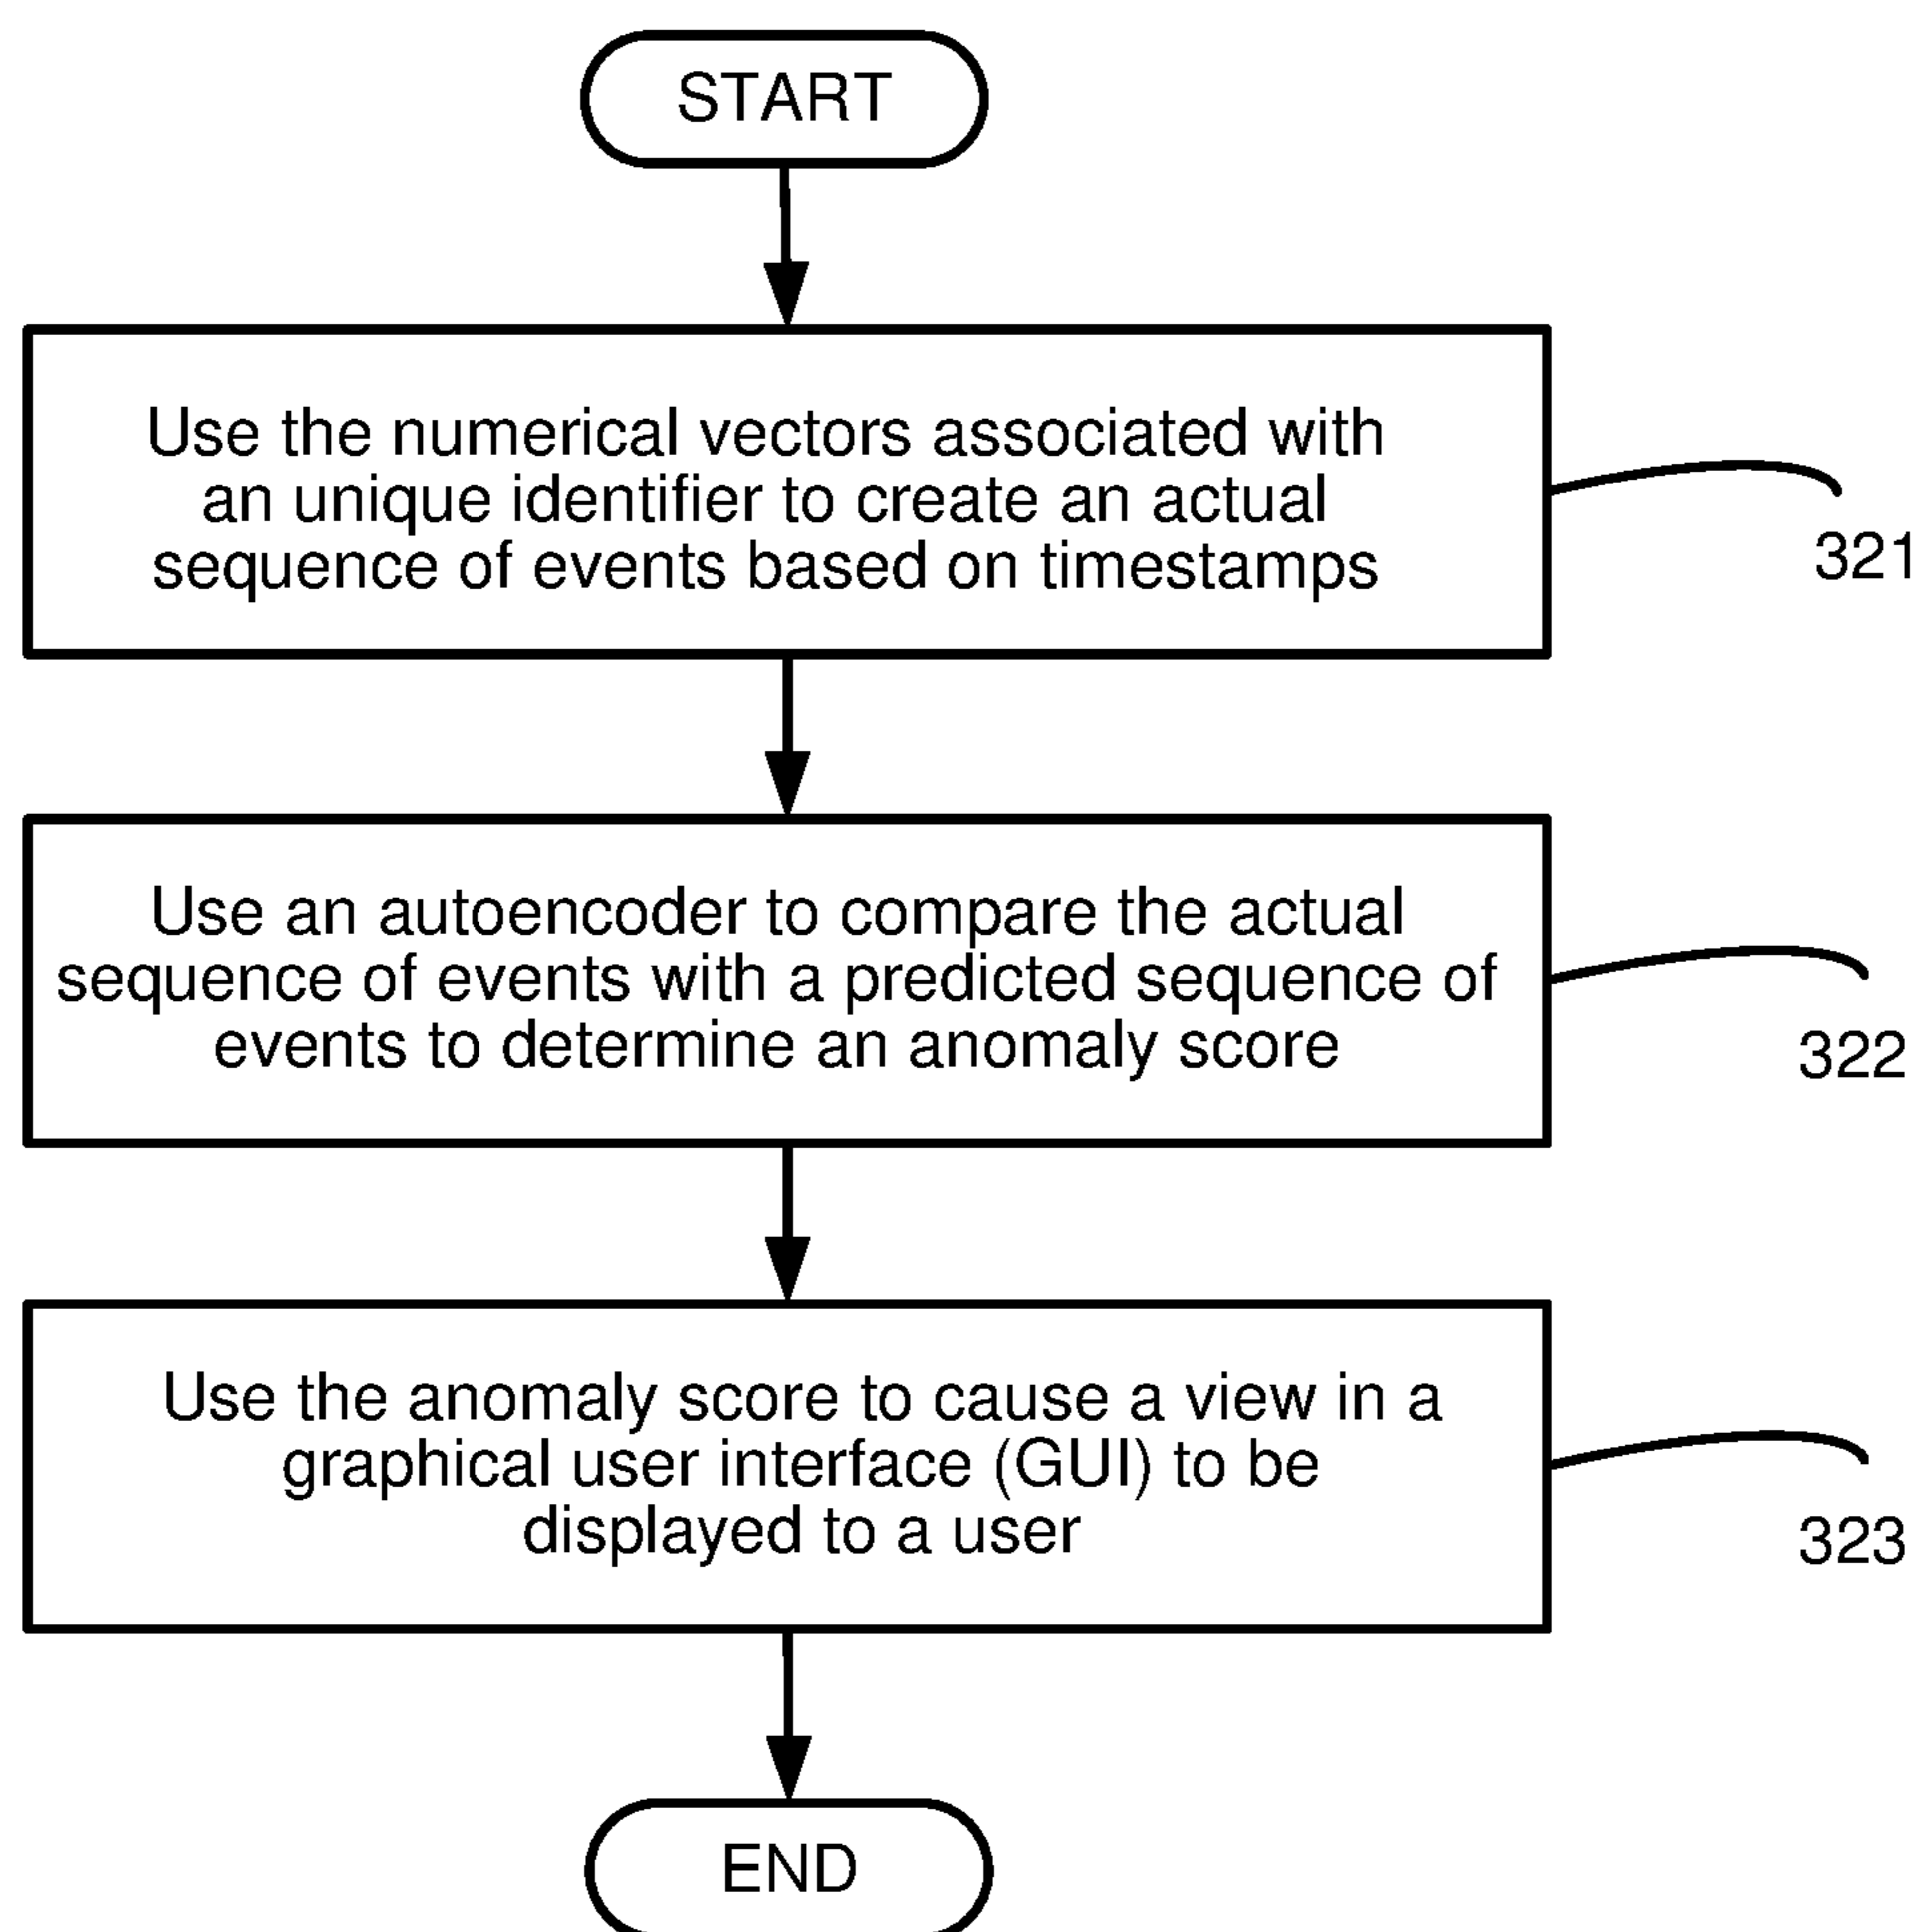 START
Use the numerical vectors associated with
an unique identifier to create an actual
sequence of events based on timestamps
321
Use an autoencoder to compare the actual
sequence of events with a predicted sequence of
events to determine an anomaly score
322
Use the anomaly score to cause a view in a
graphical user interface (GUI) to be
displayed to a user
323
END